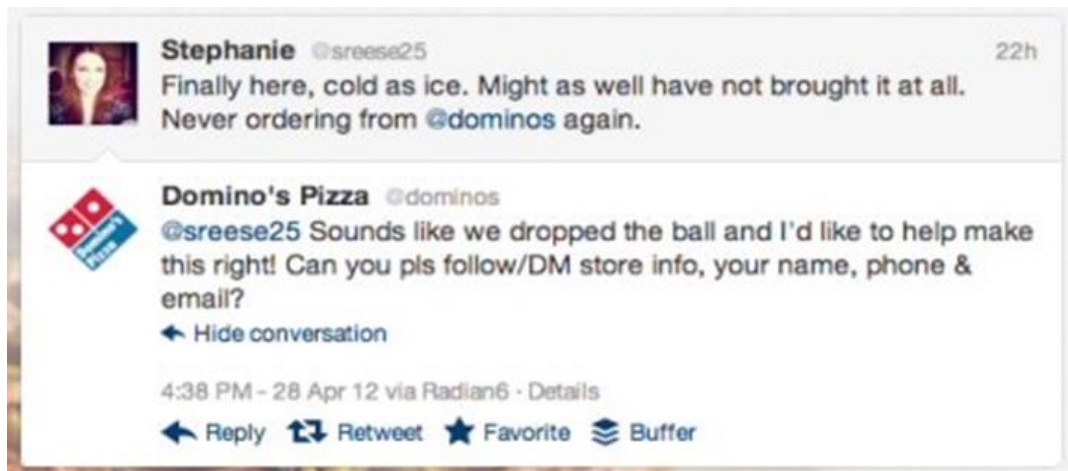 Stephanie @sreese25 22h
Finally here, cold as ice. Might as well have not brought it at all.
Never ordering from @dominos again.
Domino's Pizza @dominos
Domino's
Pizza
@sreese25 Sounds like we dropped the ball and I'd like to help make
this right! Can you pls follow/DM store info, your name, phone &
email?
Hide conversation
4:38 PM - 28 Apr 12 via Radian6 · Details
Reply Retweet Favorite Buffer